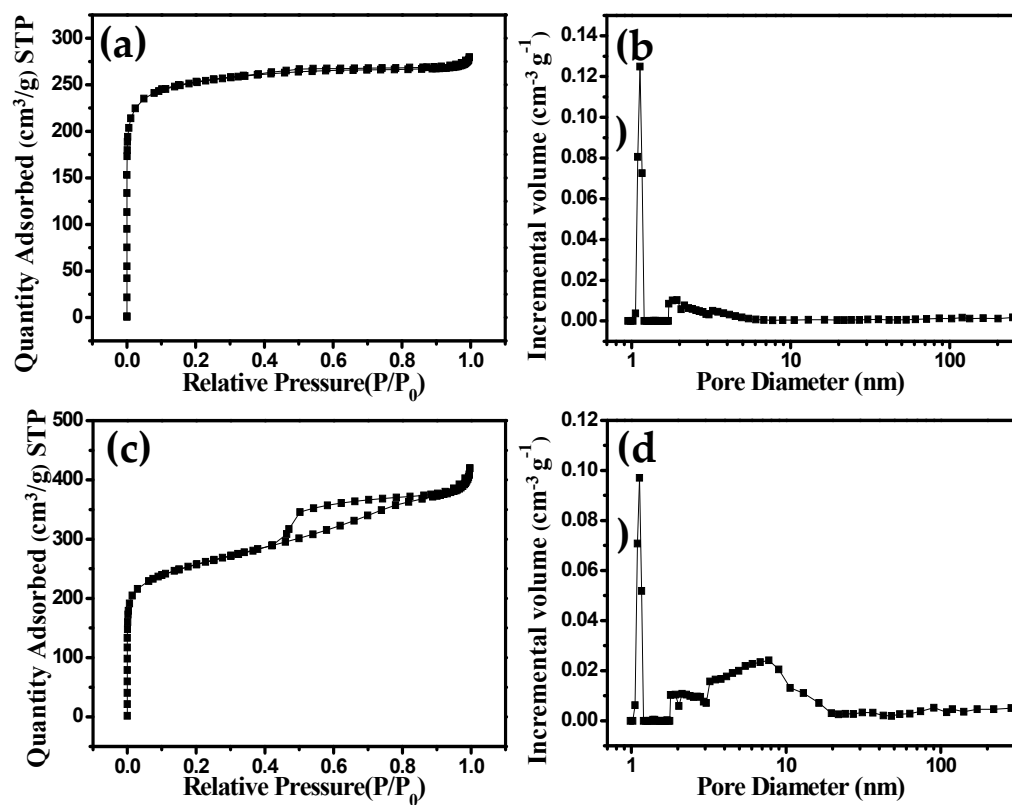 (a)
Quantity Adsorbed (cm³/g) STP
300
250
200
150
100
50
0
0.0 0.2 0.4 0.6 0.8 1.0
Relative Pressure(P/P₀)
(b
)
Incremental volume (cm⁻³ g⁻¹)
0.14
0.12
0.10
0.08
0.06
0.04
0.02
0.00
1 10 100
Pore Diameter (nm)
(c)
Quantity Adsorbed (cm³/g) STP
500
400
300
200
100
0
0.0 0.2 0.4 0.6 0.8 1.0
Relative Pressure(P/P₀)
(d
)
Incremental volume (cm⁻³ g⁻¹)
0.12
0.10
0.08
0.06
0.04
0.02
0.00
1 10 100
Pore Diameter (nm)